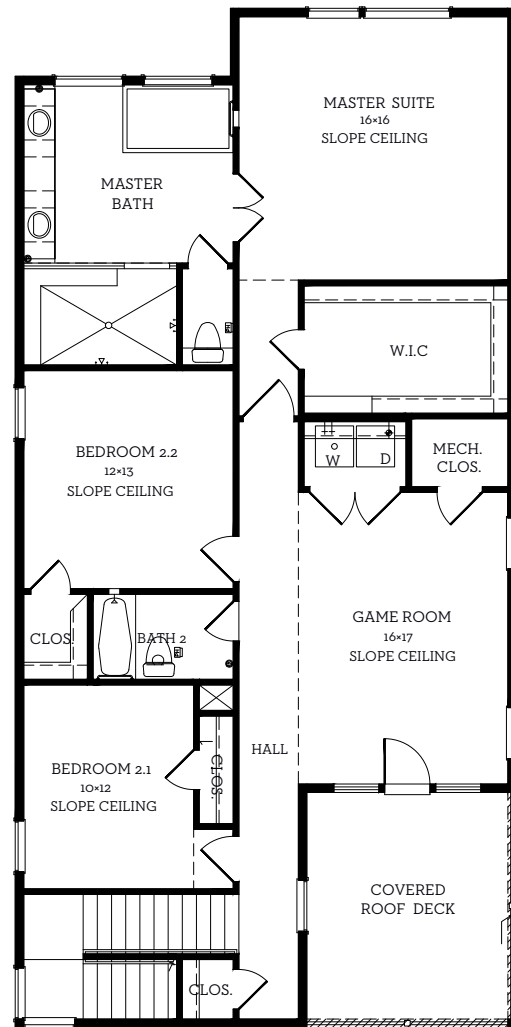 MASTER SUITE
16×16
SLOPE CEILING
MASTER
BATH
W.I.C
BEDROOM 2.2
12×13
SLOPE CEILING
W
D
MECH.
CLOS.
GAME ROOM
16×17
SLOPE CEILING
CLOS.
BATH 2
HALL
BEDROOM 2.1
10×12
SLOPE CEILING
CLOS.
COVERED
ROOF DECK
CLOS.